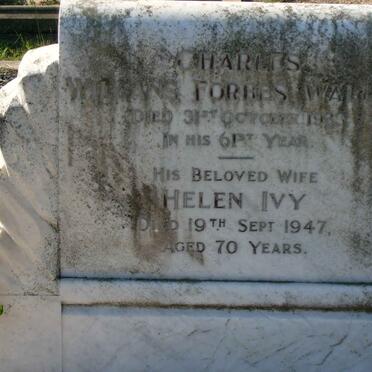 CHARLES
FORBES
DIED 31ST OCTOBER
IN HIS 61ST YEAR.
HIS BELOVED WIFE
HELEN IVY
DIED 19TH SEPT 1947,
AGED 70 YEARS.